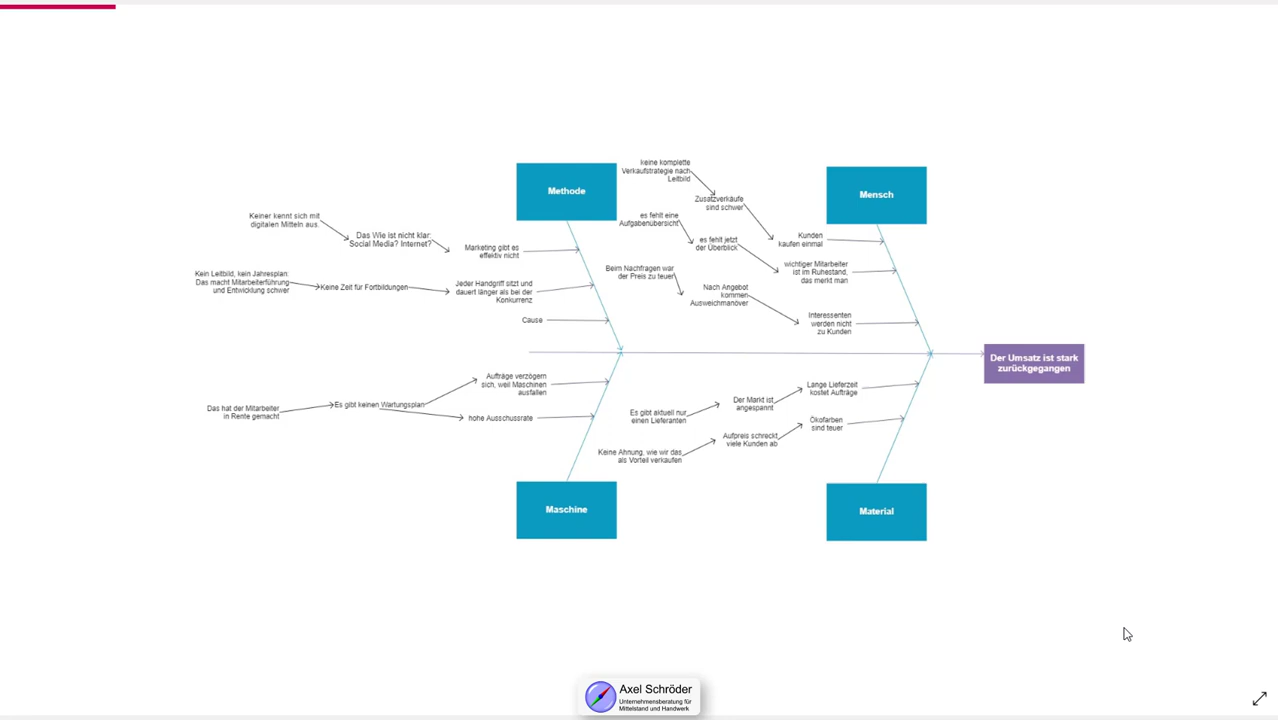 keine komplette
Verkaufstrategie nach
Leitbild
Methode
Mensch
Zusatzverkäufe
sind schwer
Keiner kennt sich mit
digitalen Mitteln aus.
es fehlt eine
Aufgabenübersicht
Das Wie ist nicht klar:
Social Media? Internet?
Marketing gibt es
effektiv nicht
es fehlt jetzt
der Überblick
Kunden
kaufen einmal
wichtiger Mitarbeiter
ist im Ruhestand,
das merkt man
Kein Leitbild, kein Jahresplan:
Das macht Mitarbeiterführung
und Entwicklung schwer
Keine Zeit für Fortbildungen
Jeder Handgriff sitzt und
dauert länger als bei der
Konkurrenz
Beim Nachfragen war
der Preis zu teuer
Nach Angebot
kommen
Ausweichmanöver
Cause
Interessenten
werden nicht
zu Kunden
Der Umsatz ist stark
zurückgegangen
Aufträge verzögern
sich, weil Maschinen
ausfallen
Das hat der Mitarbeiter
in Rente gemacht
Es gibt keinen Wartungsplan
hohe Ausschussrate
Es gibt aktuell nur
einen Lieferanten
Der Markt ist
angespannt
Lange Lieferzeit
kostet Aufträge
Keine Ahnung, wie wir das
als Vorteil verkaufen
Aufpreis schreckt
viele Kunden ab
Ökofarben
sind teuer
Maschine
Material
Axel Schröder
Unternehmensberatung für
Mittelstand und Handwerk